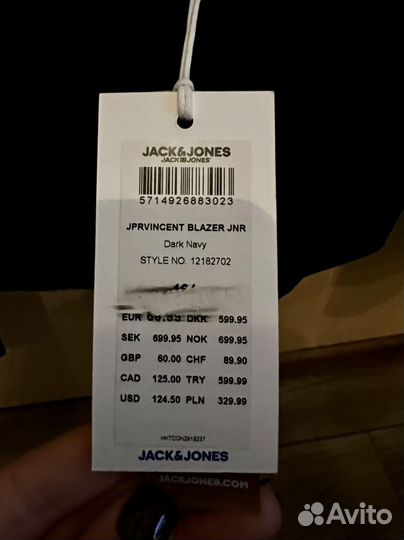 JACK&JONES
JACK&JONES
5714926883023
JPRVINCENT BLAZER JNR
Dark Navy
STYLE NO. 12182702
EUR DKK 599.95
SEK 699.95 NOK 699.95
GBP 60.00 CHF 89.90
CAD 125.00 TRY 599.99
USD 124.50 PLN 329.99
JACK&JONES
JACKJONES.COM
Avito